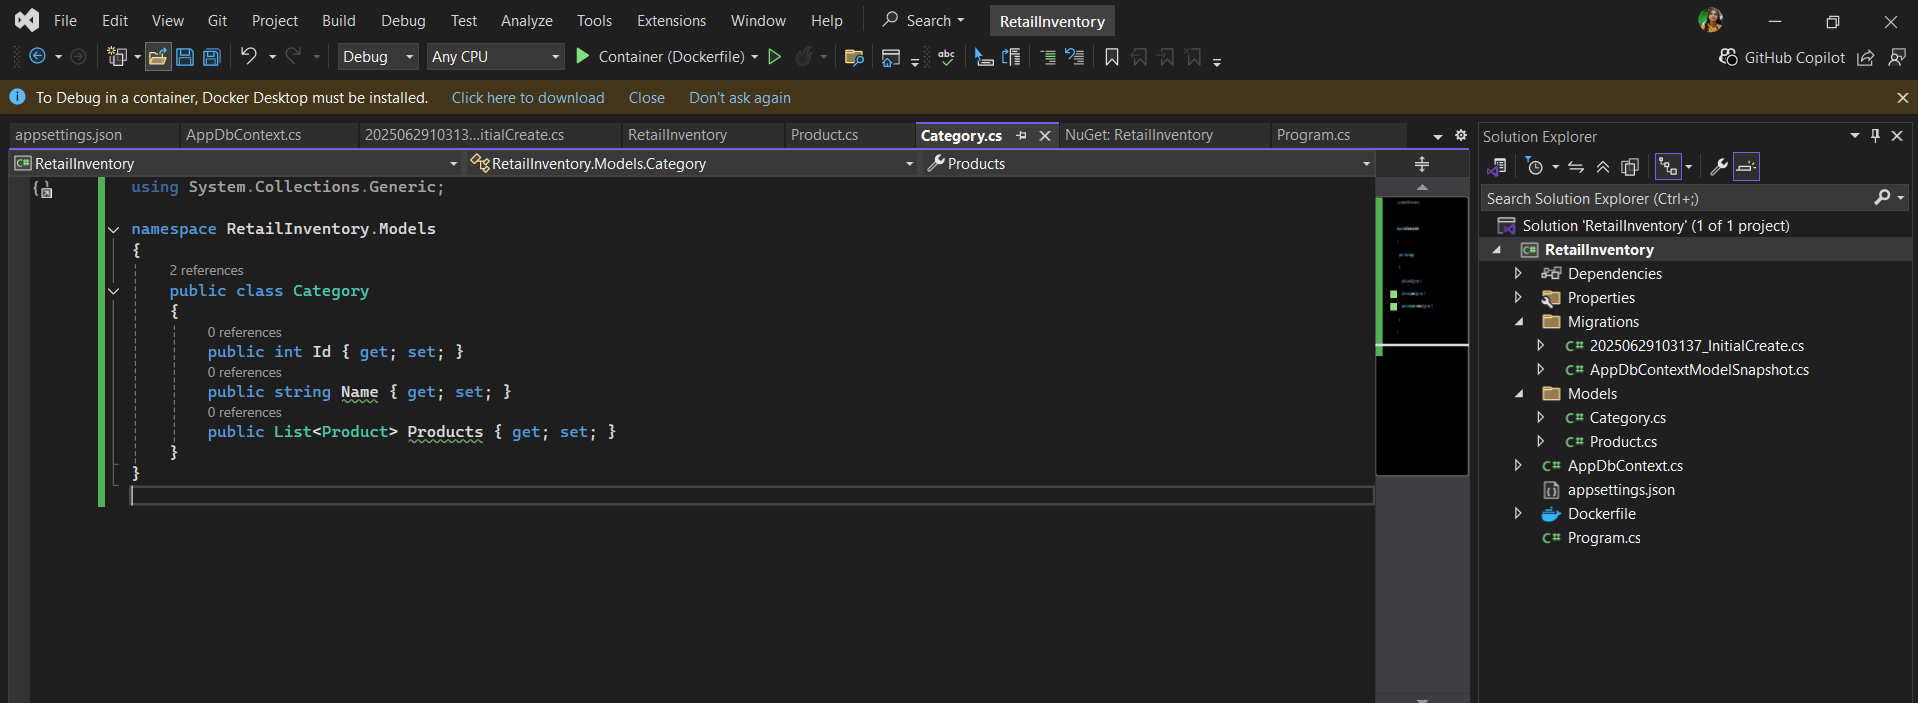 File Edit View Git Project Build Debug Test Analyze Tools Extensions Window Help Search RetailInventory
Debug Any CPU Container (Dockerfile) GitHub Copilot
To Debug in a container, Docker Desktop must be installed. Click here to download Close Don't ask again
appsettings.json AppDbContext.cs 2025062910313...itialCreate.cs RetailInventory Product.cs Category.cs NuGet: RetailInventory Program.cs
RetailInventory RetailInventory.Models.Category Products
using System.Collections.Generic;
namespace RetailInventory.Models
{
2 references
public class Category
{
0 references
public int Id { get; set; }
0 references
public string Name { get; set; }
0 references
public List<Product> Products { get; set; }
}
}
Solution Explorer
Search Solution Explorer (Ctrl+;)
Solution 'RetailInventory' (1 of 1 project)
RetailInventory
Dependencies
Properties
Migrations
20250629103137_InitialCreate.cs
AppDbContextModelSnapshot.cs
Models
Category.cs
Product.cs
AppDbContext.cs
appsettings.json
Dockerfile
Program.cs